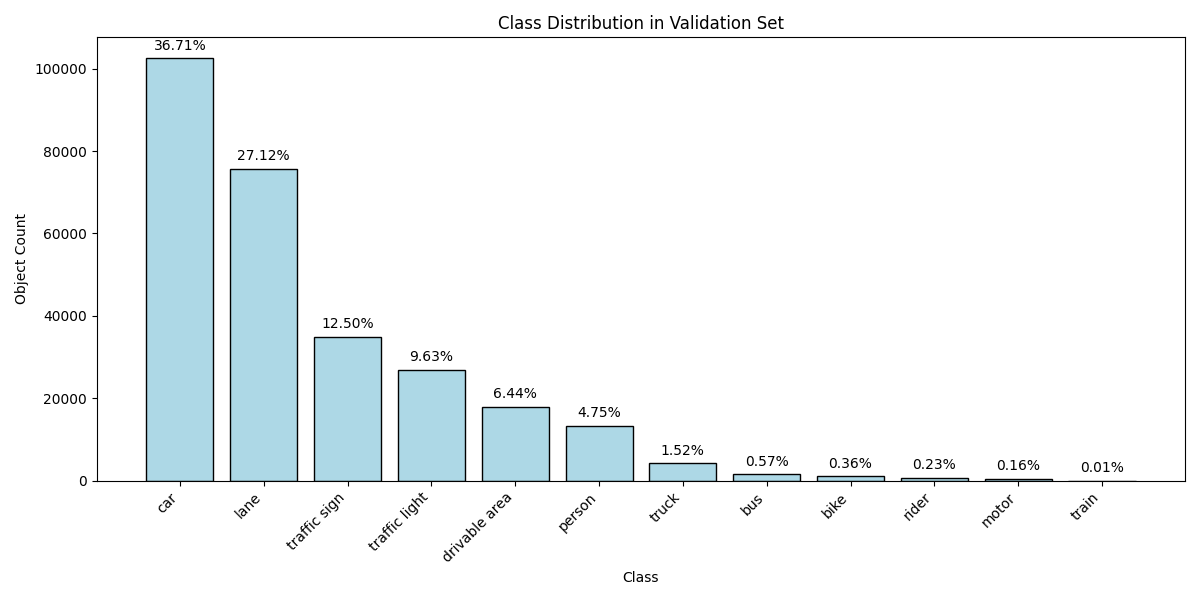 Class Distribution in Validation Set
Object Count
100000
80000
60000
40000
20000
0
36.71%
27.12%
12.50%
9.63%
6.44%
4.75%
1.52%
0.57%
0.36%
0.23%
0.16%
0.01%
car
lane
traffic sign
traffic light
drivable area
person
truck
bus
bike
rider
motor
train
Class